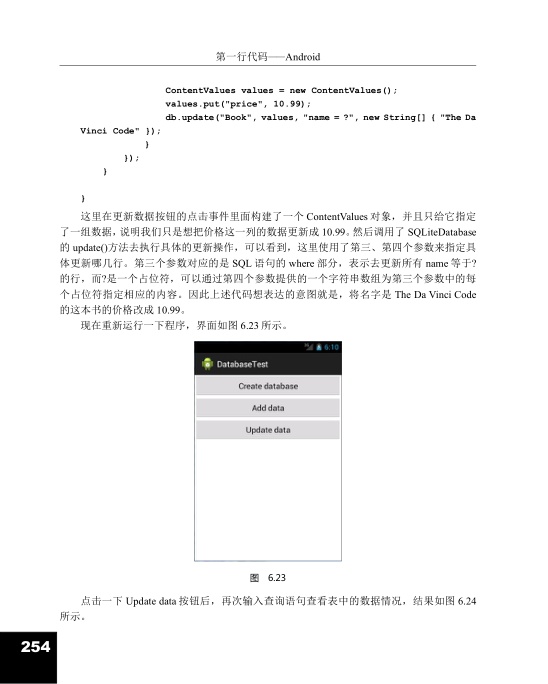 第一行代码——Android
ContentValues values = new ContentValues();
values.put("price", 10.99);
db.update("Book", values, "name = ?", new String[] { "The Da
Vinci Code" });
}
});
}
}
这里在更新数据按钮的点击事件里面构建了一个 ContentValues 对象，并且只给它指定
了一组数据，说明我们只是想把价格这一列的数据更新成 10.99。然后调用了 SQLiteDatabase
的 update()方法去执行具体的更新操作，可以看到，这里使用了第三、第四个参数来指定具
体更新哪几行。第三个参数对应的是 SQL 语句的 where 部分，表示去更新所有 name 等于?
的行，而?是一个占位符，可以通过第四个参数提供的一个字符串数组为第三个参数中的每
个占位符指定相应的内容。因此上述代码想表达的意图就是，将名字是 The Da Vinci Code
的这本书的价格改成 10.99。
现在重新运行一下程序，界面如图 6.23 所示。
6:10
DatabaseTest
Create database
Add data
Update data
图 6.23
点击一下 Update data 按钮后，再次输入查询语句查看表中的数据情况，结果如图 6.24
所示。
254